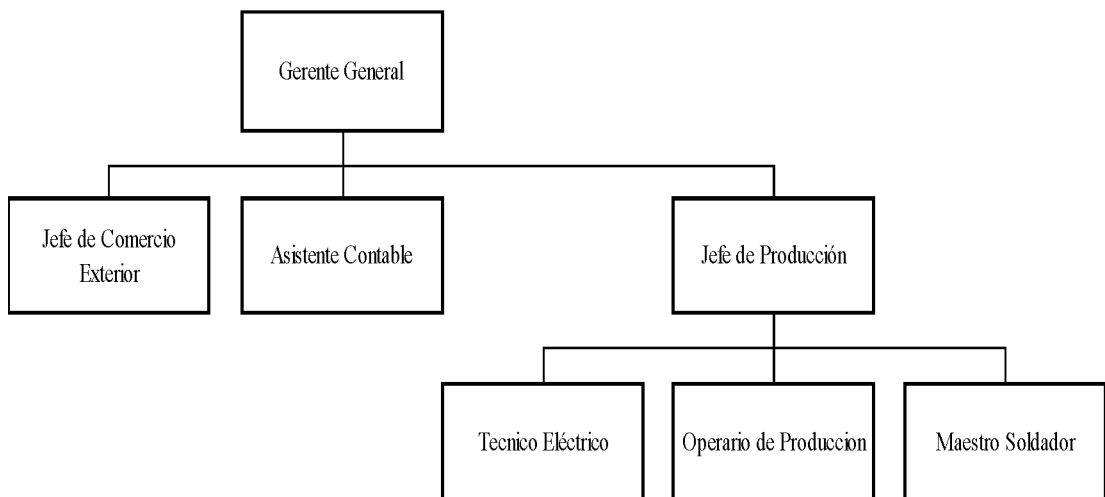 Gerente General
Jefe de Comercio
Exterior
Asistente Contable
Jefe de Producción
Tecnico Eléctrico
Operario de Produccion
Maestro Soldador